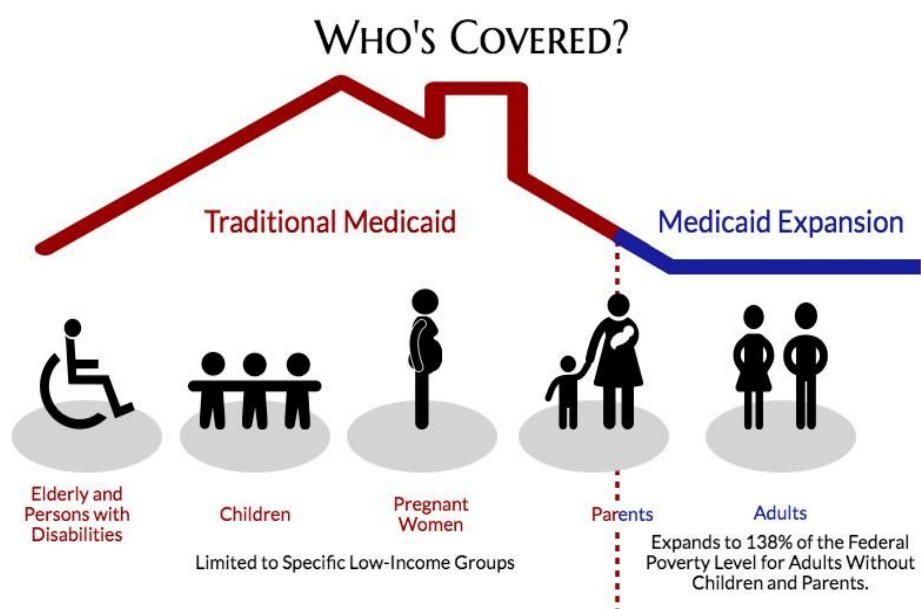 WHO'S COVERED?
Traditional Medicaid
Medicaid Expansion
Elderly and
Persons with
Disabilities
Children
Pregnant
Women
Parents
Adults
Limited to Specific Low-Income Groups
Expands to 138% of the Federal
Poverty Level for Adults Without
Children and Parents.